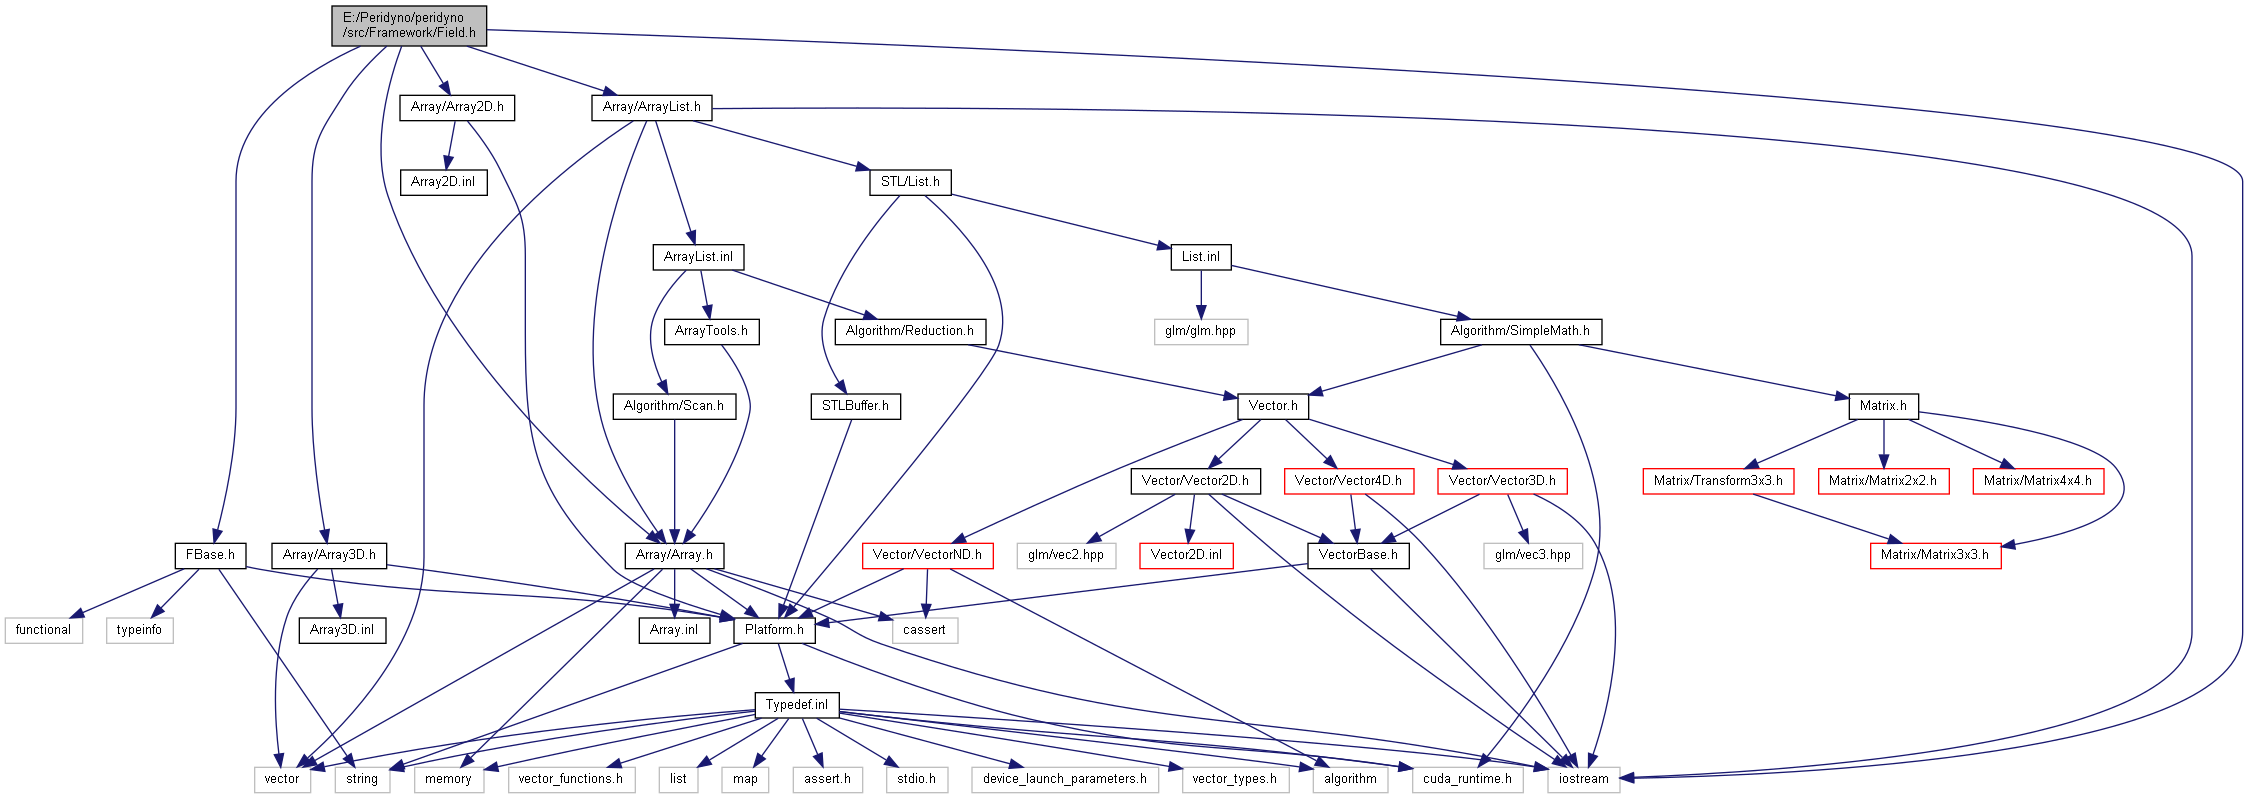 E:/Peridyno/peridyno
/src/Framework/Field.h
Array/Array2D.h
Array/ArrayList.h
Array2D.inl
STL/List.h
ArrayList.inl
List.inl
ArrayTools.h
Algorithm/Reduction.h
glm/glm.hpp
Algorithm/SimpleMath.h
Algorithm/Scan.h
STLBuffer.h
Vector.h
Matrix.h
Vector/Vector2D.h
Vector/Vector4D.h
Vector/Vector3D.h
Matrix/Transform3x3.h
Matrix/Matrix2x2.h
Matrix/Matrix4x4.h
FBase.h
Array/Array3D.h
Array/Array.h
Vector/VectorND.h
glm/vec2.hpp
Vector2D.inl
VectorBase.h
glm/vec3.hpp
Matrix/Matrix3x3.h
functional
typeinfo
Array3D.inl
Array.inl
Platform.h
cassert
Typedef.inl
vector
string
memory
vector_functions.h
list
map
assert.h
stdio.h
device_launch_parameters.h
vector_types.h
algorithm
cuda_runtime.h
iostream